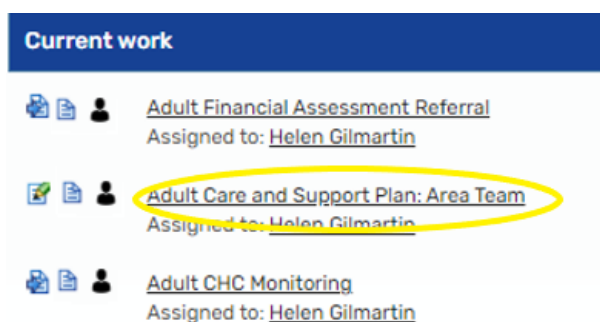 Current work
Adult Financial Assessment Referral
Assigned to: Helen Gilmartin
Adult Care and Support Plan: Area Team
Assigned to: Helen Gilmartin
Adult CHC Monitoring
Assigned to: Helen Gilmartin